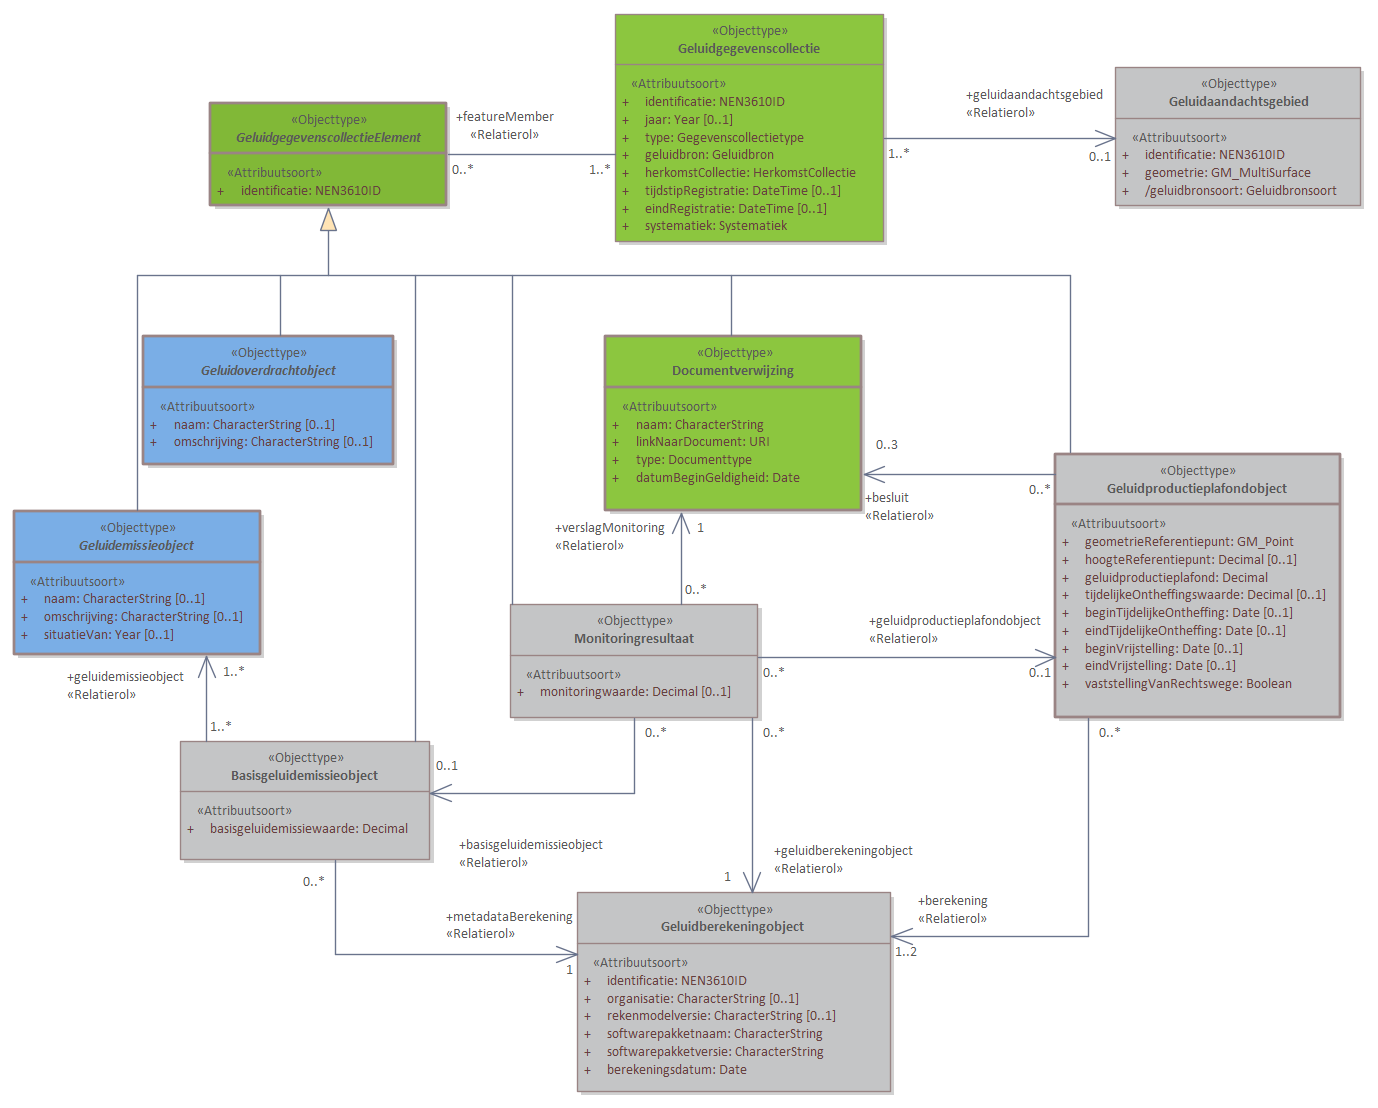 «Objecttype»
Geluidgegevenscollectie
«Attribuutsoort»
+ identificatie: NEN3610ID
+ jaar: Year [0..1]
+ type: Gegevenscollectietype
+ geluidbron: Geluidbron
+ herkomstCollectie: HerkomstCollectie
+ tijdstipRegistratie: DateTime [0..1]
+ eindRegistratie: DateTime [0..1]
+ systematiek: Systematiek
+geluidaandachtsgebied
«Relatierol»
1..*
0..1
«Objecttype»
Geluidaandachtsgebied
«Attribuutsoort»
+ identificatie: NEN3610ID
+ geometrie: GM_MultiSurface
+ /geluidbronsoort: Geluidbronsoort
«Objecttype»
GeluidgegevenscollectieElement
«Attribuutsoort»
+ identificatie: NEN3610ID
+featureMember
«Relatierol»
0..*
1..*
«Objecttype»
Geluidoverdrachtobject
«Attribuutsoort»
+ naam: CharacterString [0..1]
+ omschrijving: CharacterString [0..1]
«Objecttype»
Documentverwijzing
«Attribuutsoort»
+ naam: CharacterString
+ linkNaarDocument: URI
+ type: Documenttype
+ datumBeginGeldigheid: Date
0..3
0..*
+besluit
«Relatierol»
«Objecttype»
Geluidproductieplafondobject
«Attribuutsoort»
+ geometrieReferentiepunt: GM_Point
+ hoogteReferentiepunt: Decimal [0..1]
+ geluidproductieplafond: Decimal
+ tijdelijkeOntheffingswaarde: Decimal [0..1]
+ beginTijdelijkeOntheffing: Date [0..1]
+ eindTijdelijkeOntheffing: Date [0..1]
+ beginVrijstelling: Date [0..1]
+ eindVrijstelling: Date [0..1]
+ vaststellingVanRechtswege: Boolean
«Objecttype»
Geluidemissieobject
«Attribuutsoort»
+ naam: CharacterString [0..1]
+ omschrijving: CharacterString [0..1]
+ situatieVan: Year [0..1]
+verslagMonitoring
«Relatierol»
1
0..*
«Objecttype»
Monitoringresultaat
«Attribuutsoort»
+ monitoringwaarde: Decimal [0..1]
+geluidproductieplafondobject
«Relatierol»
0..*
0..1
+geluidemissieobject
«Relatierol»
1..*
1..*
«Objecttype»
Basisgeluidemissieobject
«Attribuutsoort»
+ basisgeluidemissiewaarde: Decimal
0..*
0..1
+basisgeluidemissieobject
«Relatierol»
0..*
+geluidberekeningobject
«Relatierol»
1
0..*
+berekening
«Relatierol»
1..2
0..*
+metadataBerekening
«Relatierol»
1
«Objecttype»
Geluidberekeningobject
«Attribuutsoort»
+ identificatie: NEN3610ID
+ organisatie: CharacterString [0..1]
+ rekenmodelversie: CharacterString [0..1]
+ softwarepakketnaam: CharacterString
+ softwarepakketversie: CharacterString
+ berekeningsdatum: Date